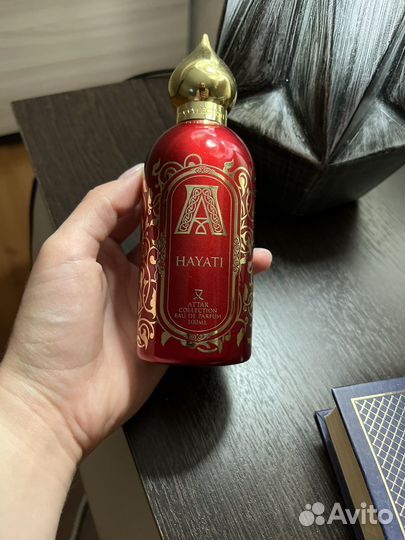 A
HAYATI
ATTAR
COLLECTION
EAU DE PARFUM
100ML
Avito